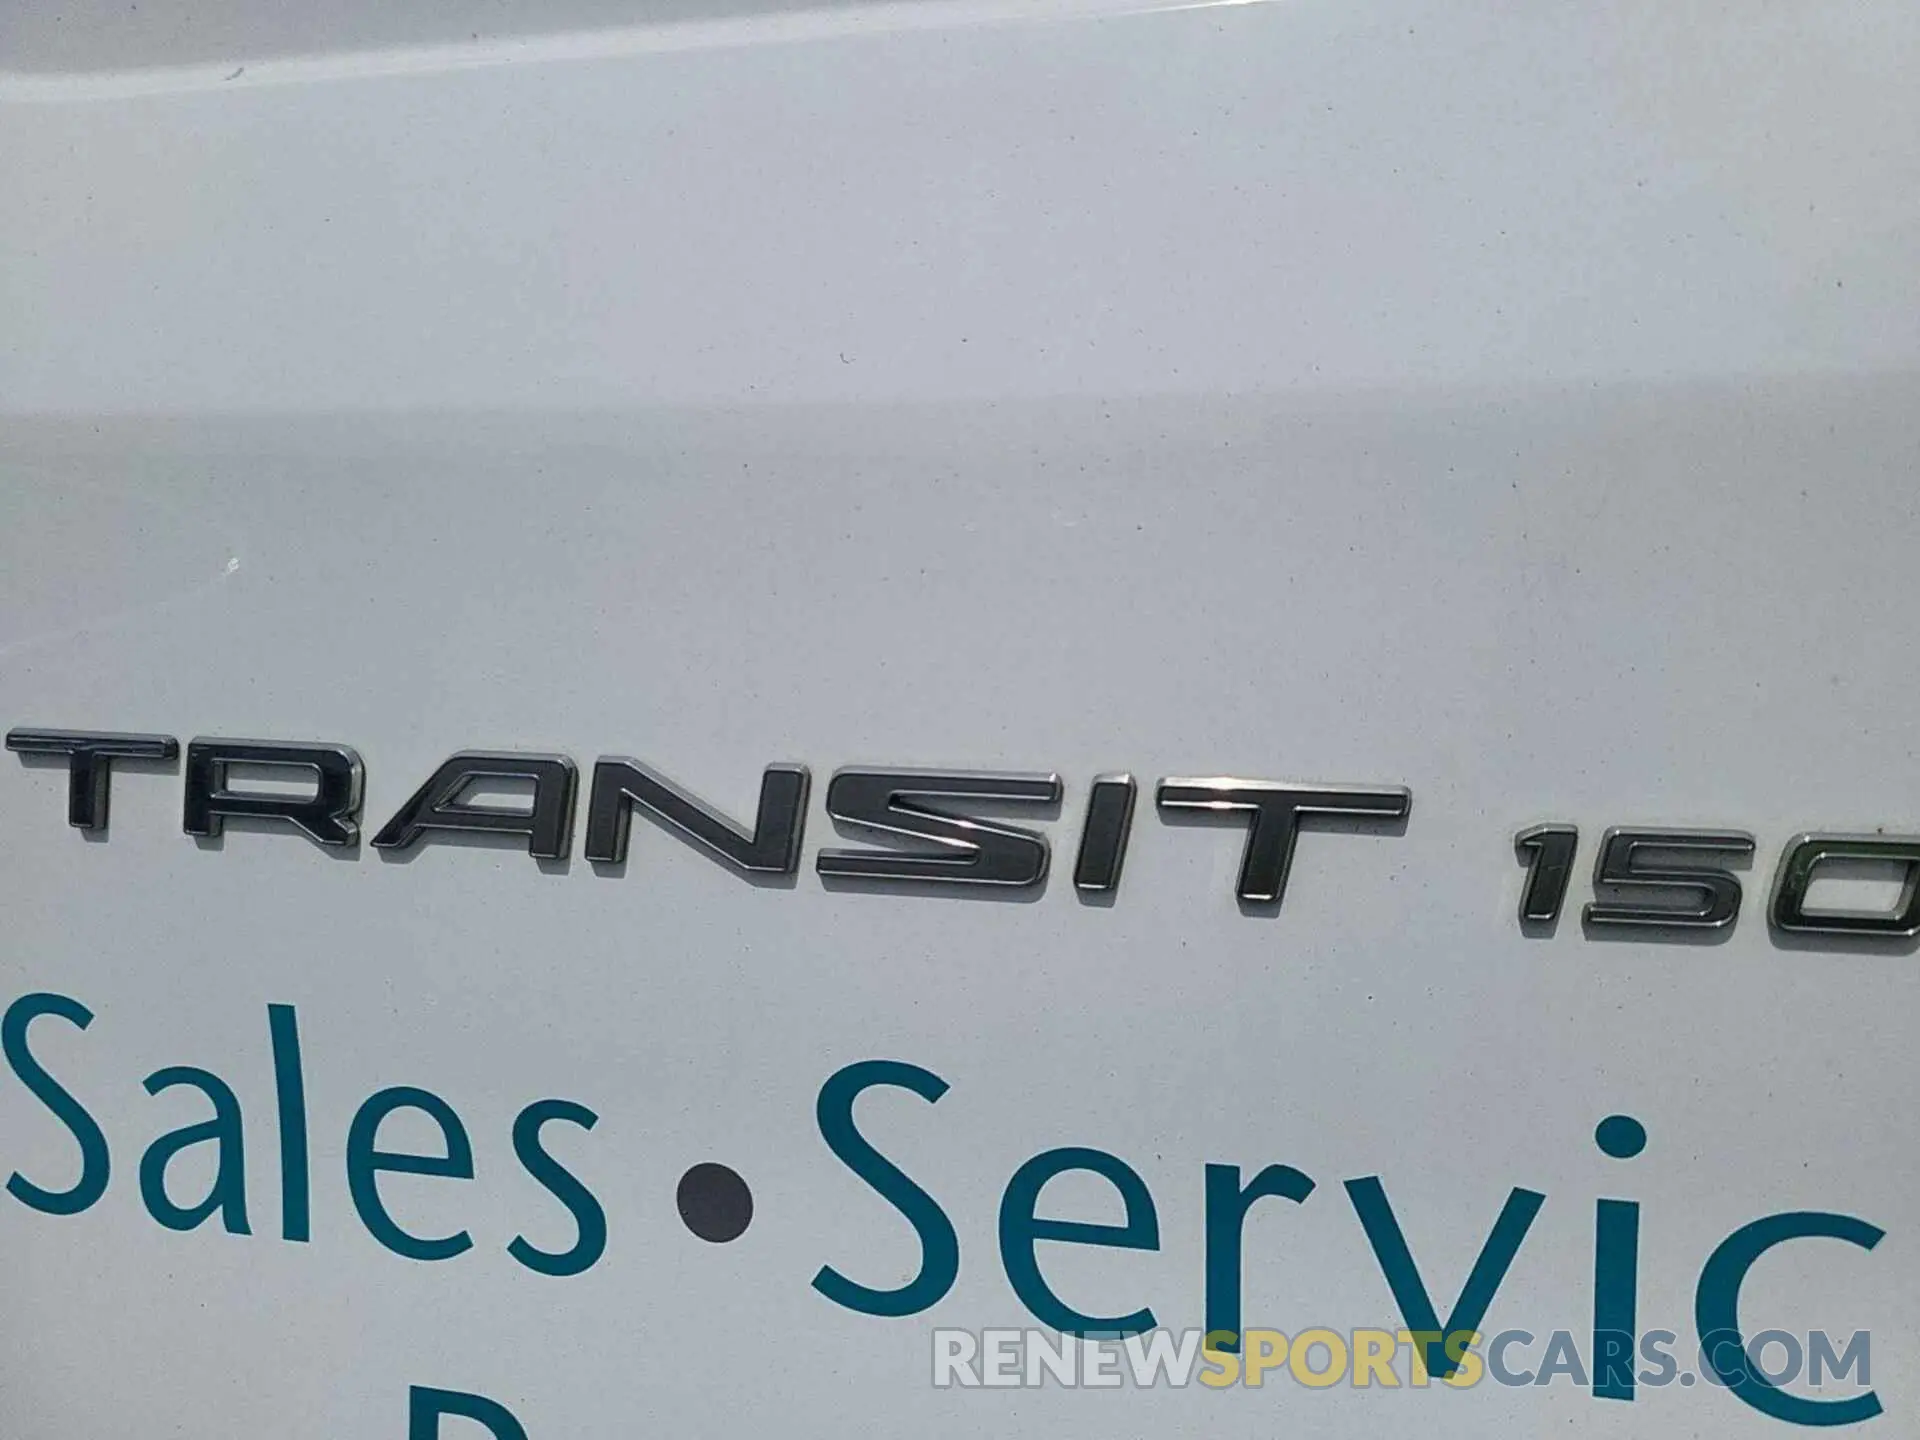 TRANSIT 150
Sales • Servic
RENEWSPORTSCARS.COM